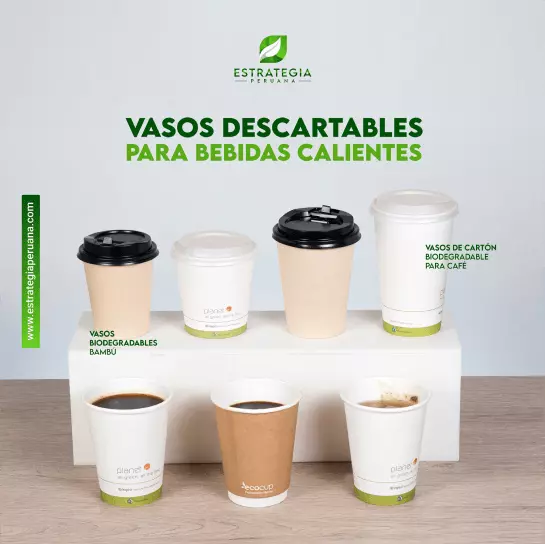 ESTRATEGIA
PERUANA
VASOS DESCARTABLES
PARA BEBIDAS CALIENTES
www.estrategiaperuana.com
VASOS DE CARTÓN
BIODEGRADABLE
PARA CAFÉ
planet
VASOS
BIODEGRADABLES
BAMBÚ
planet
ecocup
planet